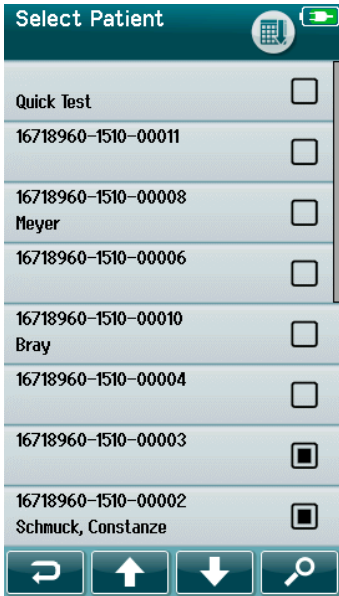 Select Patient
Quick Test
16718960-1510-00011
16718960-1510-00008
Meyer
16718960-1510-00006
16718960-1510-00010
Bray
16718960-1510-00004
16718960-1510-00003
16718960-1510-00002
Schmuck, Constanze